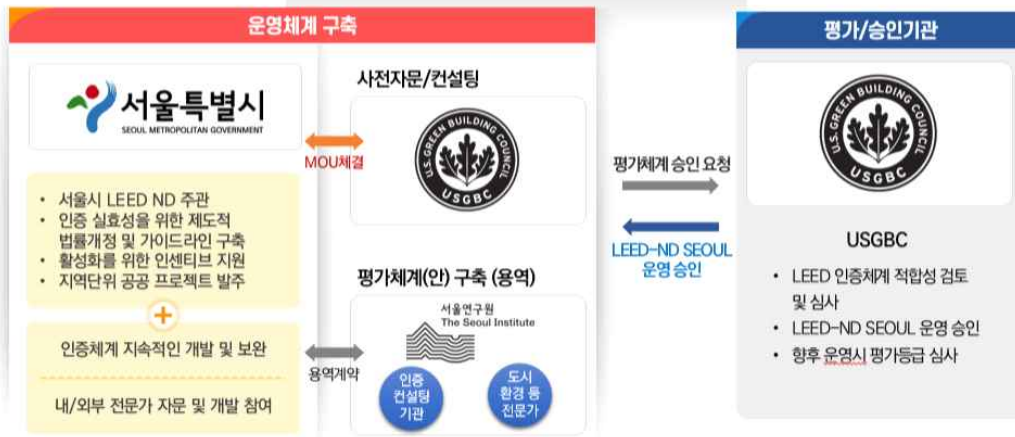 운영체계 구축
서울특별시
SEOUL METROPOLITAN GOVERNMENT
• 서울시 LEED ND 주관
• 인증 실효성을 위한 제도적
법률개정 및 가이드라인 구축
• 활성화를 위한 인센티브 지원
• 지역단위 공공 프로젝트 발주
+
인증체계 지속적인 개발 및 보완
내/외부 전문가 자문 및 개발 참여
MOU체결
용역계약
사전자문/컨설팅
U.S. GREEN BUILDING COUNCIL
USGBC
평가체계(안) 구축 (용역)
서울연구원
The Seoul Institute
인증
컨설팅
기관
도시
환경 등
전문가
평가체계 승인 요청
LEED-ND SEOUL
운영 승인
평가/승인기관
U.S. GREEN BUILDING COUNCIL
USGBC
USGBC
• LEED 인증체계 적합성 검토
및 심사
• LEED-ND SEOUL 운영 승인
• 향후 운영시 평가등급 심사